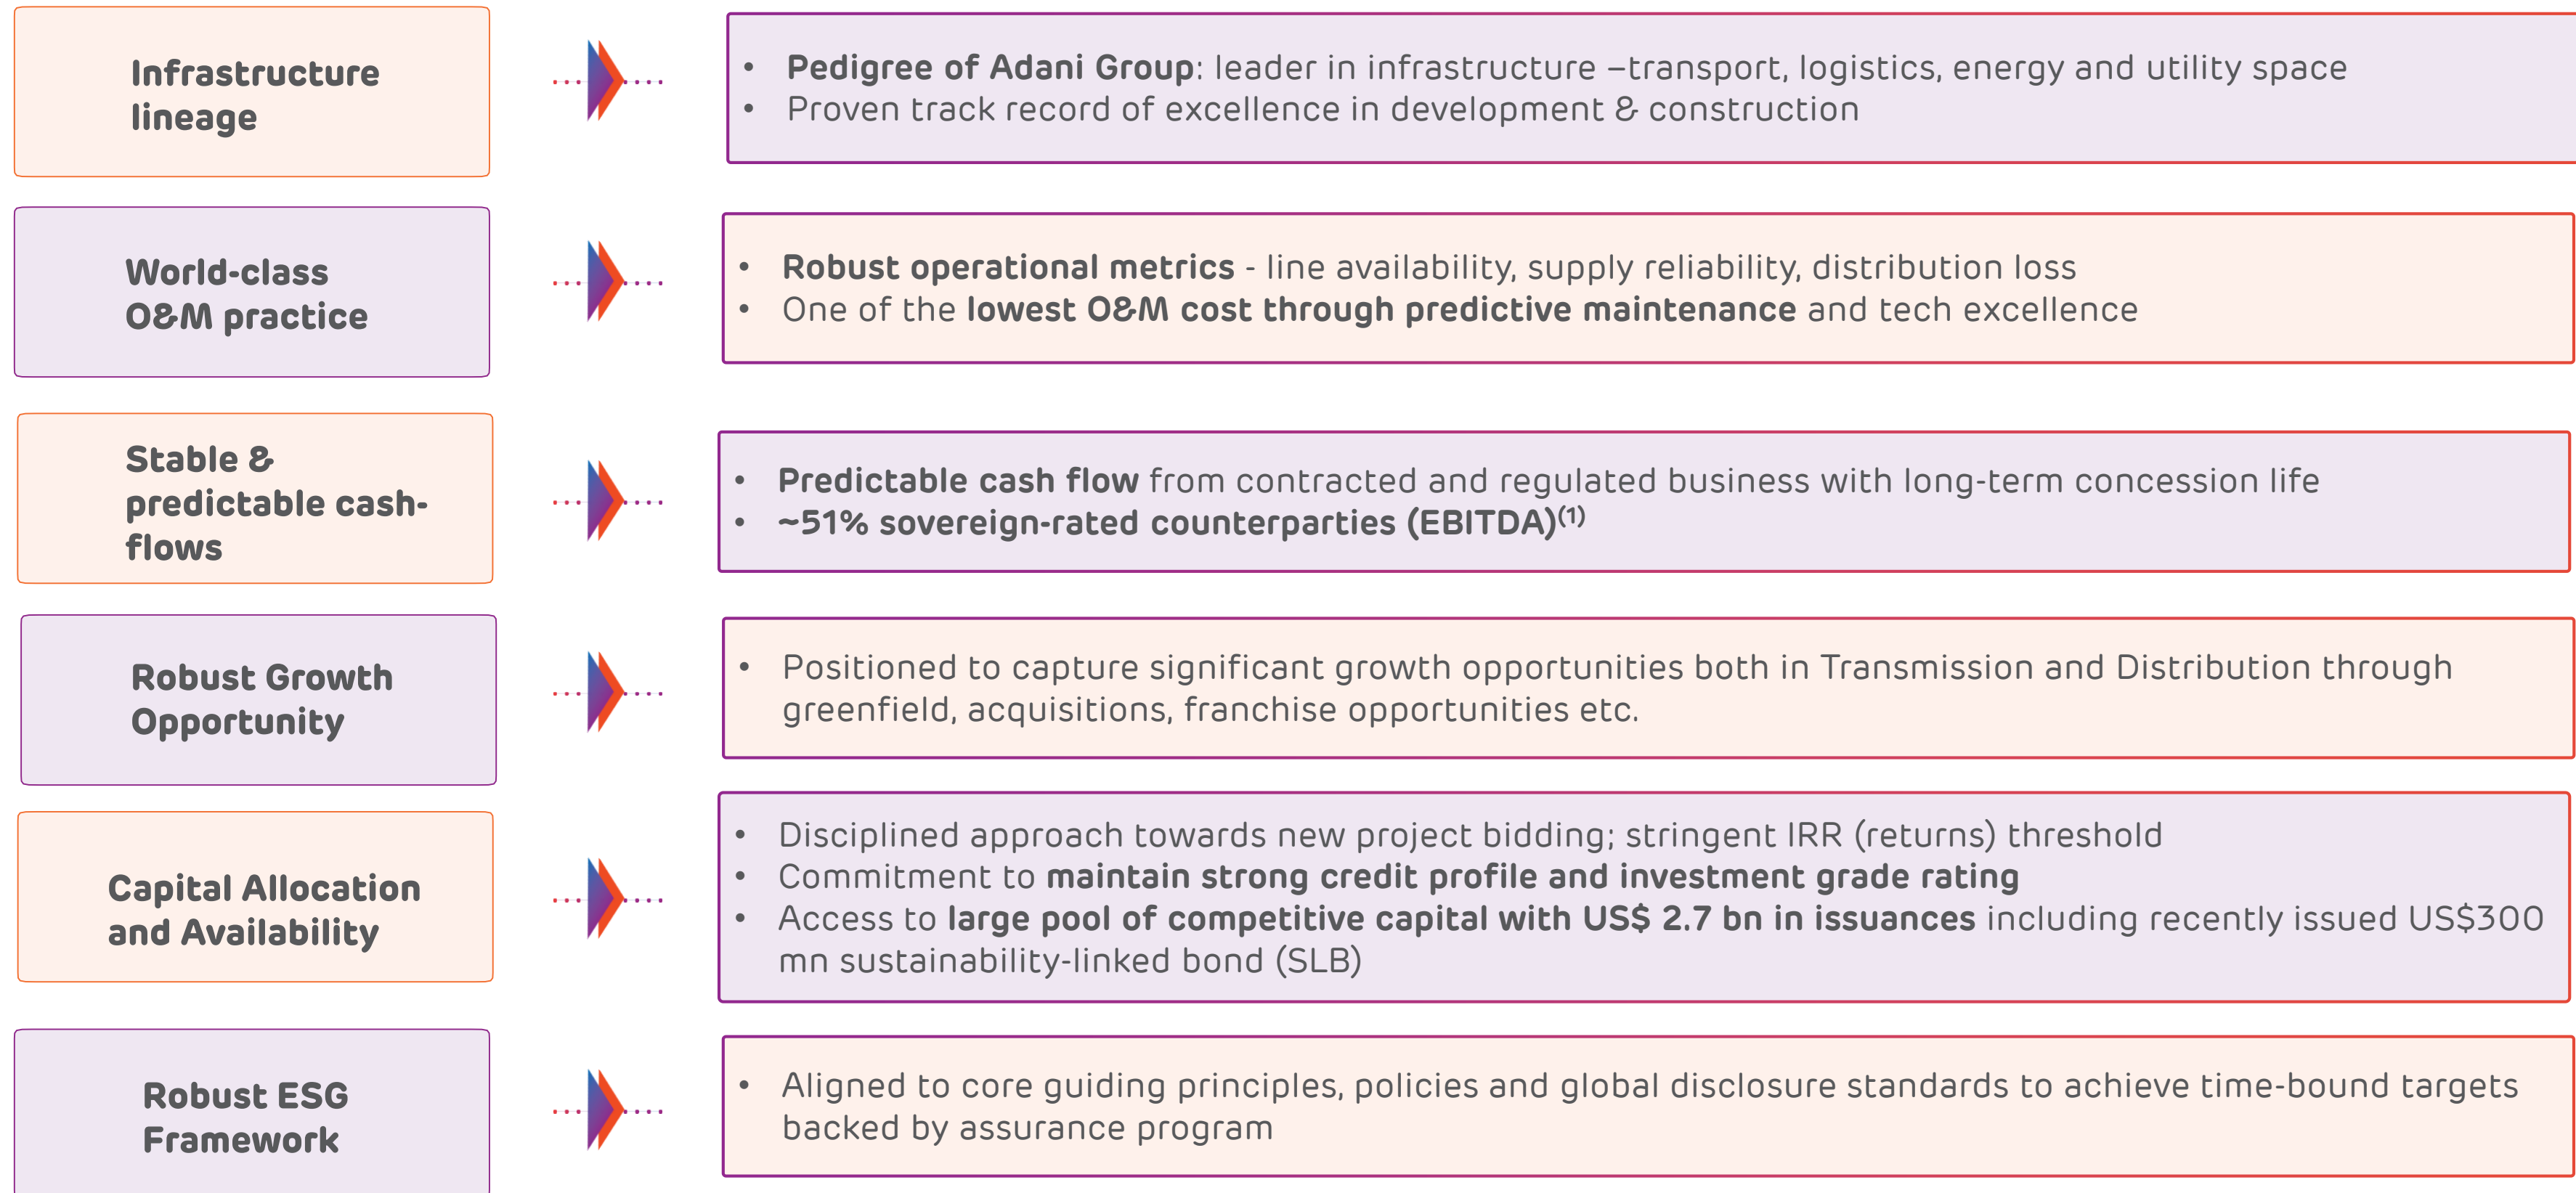 Infrastructure
lineage
• Pedigree of Adani Group: leader in infrastructure –transport, logistics, energy and utility space
• Proven track record of excellence in development & construction
World-class
O&M practice
• Robust operational metrics - line availability, supply reliability, distribution loss
• One of the lowest O&M cost through predictive maintenance and tech excellence
Stable &
predictable cash-
flows
• Predictable cash flow from contracted and regulated business with long-term concession life
• ~51% sovereign-rated counterparties (EBITDA)(1)
Robust Growth
Opportunity
• Positioned to capture significant growth opportunities both in Transmission and Distribution through
greenfield, acquisitions, franchise opportunities etc.
Capital Allocation
and Availability
• Disciplined approach towards new project bidding; stringent IRR (returns) threshold
• Commitment to maintain strong credit profile and investment grade rating
• Access to large pool of competitive capital with US$ 2.7 bn in issuances including recently issued US$300
mn sustainability-linked bond (SLB)
Robust ESG
Framework
• Aligned to core guiding principles, policies and global disclosure standards to achieve time-bound targets
backed by assurance program